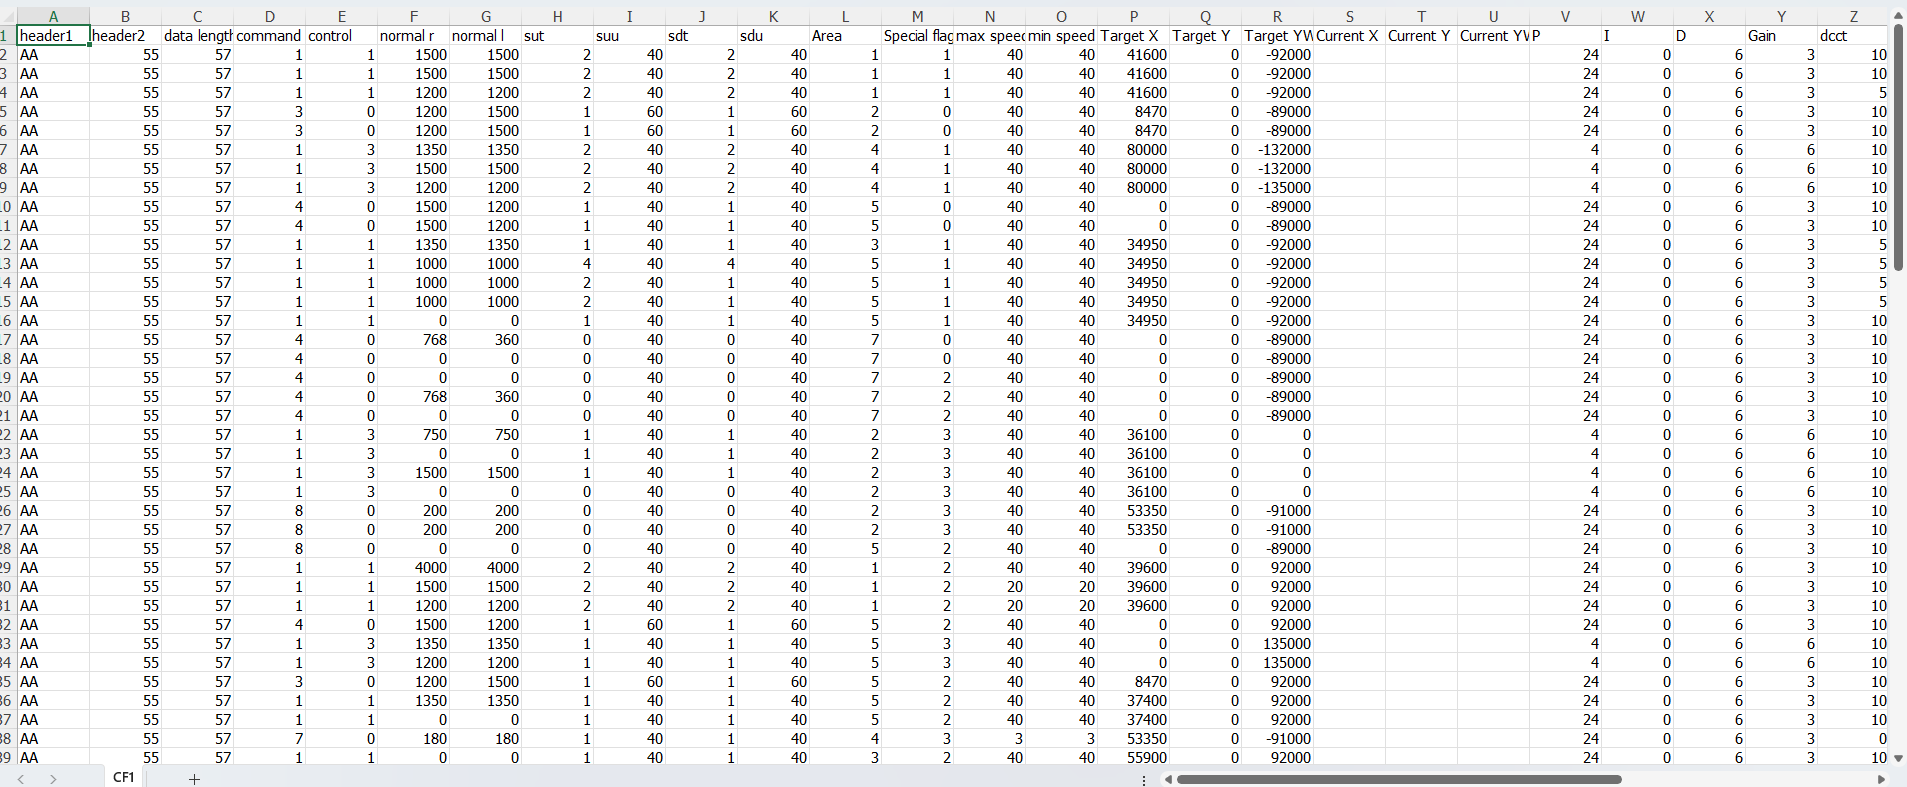 A B C D E F G H I J K L M N O P Q R S T U V W X Y Z
1 header1 header2 data length command control normal r normal l sut suu sdt sdu Area Special flag max speed min speed Target X Target Y Target YW Current X Current Y Current YW P I D Gain dcct
2 AA 55 57 1 1 1500 1500 2 40 2 40 1 1 40 40 41600 0 -92000 24 0 6 3 10
3 AA 55 57 1 1 1500 1500 2 40 2 40 1 1 40 40 41600 0 -92000 24 0 6 3 10
4 AA 55 57 1 1 1200 1200 2 40 2 40 1 1 40 40 41600 0 -92000 24 0 6 3 5
5 AA 55 57 3 0 1200 1500 1 60 1 60 2 0 40 40 8470 0 -89000 24 0 6 3 10
6 AA 55 57 3 0 1200 1500 1 60 1 60 2 0 40 40 8470 0 -89000 24 0 6 3 10
7 AA 55 57 1 3 1350 1350 2 40 2 40 4 1 40 40 80000 0 -132000 4 0 6 6 10
8 AA 55 57 1 3 1500 1500 2 40 2 40 4 1 40 40 80000 0 -132000 4 0 6 6 10
9 AA 55 57 1 3 1200 1200 2 40 2 40 4 1 40 40 80000 0 -135000 4 0 6 6 10
10 AA 55 57 4 0 1500 1200 1 40 1 40 5 0 40 40 0 0 -89000 24 0 6 3 10
11 AA 55 57 4 0 1500 1200 1 40 1 40 5 0 40 40 0 0 -89000 24 0 6 3 10
12 AA 55 57 1 1 1350 1350 1 40 1 40 3 1 40 40 34950 0 -92000 24 0 6 3 5
13 AA 55 57 1 1 1000 1000 4 40 4 40 5 1 40 40 34950 0 -92000 24 0 6 3 5
14 AA 55 57 1 1 1000 1000 2 40 1 40 5 1 40 40 34950 0 -92000 24 0 6 3 5
15 AA 55 57 1 1 1000 1000 2 40 1 40 5 1 40 40 34950 0 -92000 24 0 6 3 5
16 AA 55 57 1 1 0 0 1 40 1 40 5 1 40 40 34950 0 -92000 24 0 6 3 10
17 AA 55 57 4 0 768 360 0 40 0 40 7 0 40 40 0 0 -89000 24 0 6 3 10
18 AA 55 57 4 0 0 0 0 40 0 40 7 0 40 40 0 0 -89000 24 0 6 3 10
19 AA 55 57 4 0 0 0 0 40 0 40 7 2 40 40 0 0 -89000 24 0 6 3 10
20 AA 55 57 4 0 768 360 0 40 0 40 7 2 40 40 0 0 -89000 24 0 6 3 10
21 AA 55 57 4 0 0 0 0 40 0 40 7 2 40 40 0 0 -89000 24 0 6 3 10
22 AA 55 57 1 3 750 750 1 40 1 40 2 3 40 40 36100 0 0 4 0 6 6 10
23 AA 55 57 1 3 0 0 1 40 1 40 2 3 40 40 36100 0 0 4 0 6 6 10
24 AA 55 57 1 3 1500 1500 1 40 1 40 2 3 40 40 36100 0 0 4 0 6 6 10
25 AA 55 57 1 3 0 0 0 40 0 40 2 3 40 40 36100 0 0 4 0 6 6 10
26 AA 55 57 8 0 200 200 0 40 0 40 2 3 40 40 53350 0 -91000 24 0 6 3 10
27 AA 55 57 8 0 200 200 0 40 0 40 2 3 40 40 53350 0 -91000 24 0 6 3 10
28 AA 55 57 8 0 0 0 0 40 0 40 5 2 40 40 0 0 -89000 24 0 6 3 10
29 AA 55 57 1 1 4000 4000 2 40 2 40 1 2 40 40 39600 0 92000 24 0 6 3 10
30 AA 55 57 1 1 1500 1500 2 40 2 40 1 2 20 20 39600 0 92000 24 0 6 3 10
31 AA 55 57 1 1 1200 1200 2 40 2 40 1 2 20 20 39600 0 92000 24 0 6 3 10
32 AA 55 57 4 0 1500 1200 1 60 1 60 5 2 40 40 0 0 92000 24 0 6 3 10
33 AA 55 57 1 3 1350 1350 1 40 1 40 5 3 40 40 0 0 135000 4 0 6 6 10
34 AA 55 57 1 3 1200 1200 1 40 1 40 5 3 40 40 0 0 135000 4 0 6 6 10
35 AA 55 57 3 0 1200 1500 1 60 1 60 5 2 40 40 8470 0 92000 24 0 6 3 10
36 AA 55 57 1 1 1350 1350 1 40 1 40 5 2 40 40 37400 0 92000 24 0 6 3 10
37 AA 55 57 1 1 0 0 1 40 1 40 5 2 40 40 37400 0 92000 24 0 6 3 10
38 AA 55 57 7 0 180 180 1 40 1 40 4 3 3 3 53350 0 -91000 24 0 6 3 0
39 AA 55 57 1 1 0 0 1 40 1 40 3 2 40 40 55900 0 92000 24 0 6 3 10
CF1